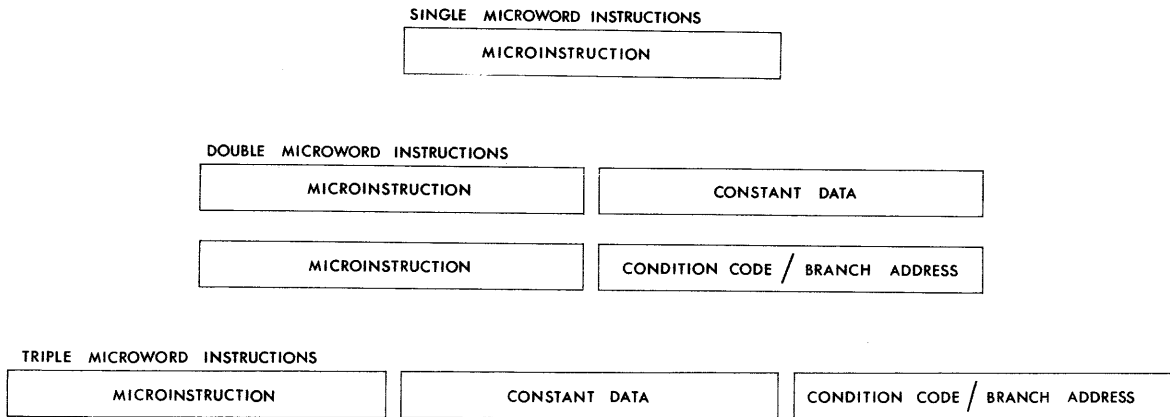 SINGLE MICROWORD INSTRUCTIONS
MICROINSTRUCTION
DOUBLE MICROWORD INSTRUCTIONS
MICROINSTRUCTION CONSTANT DATA
MICROINSTRUCTION CONDITION CODE / BRANCH ADDRESS
TRIPLE MICROWORD INSTRUCTIONS
MICROINSTRUCTION CONSTANT DATA CONDITION CODE / BRANCH ADDRESS